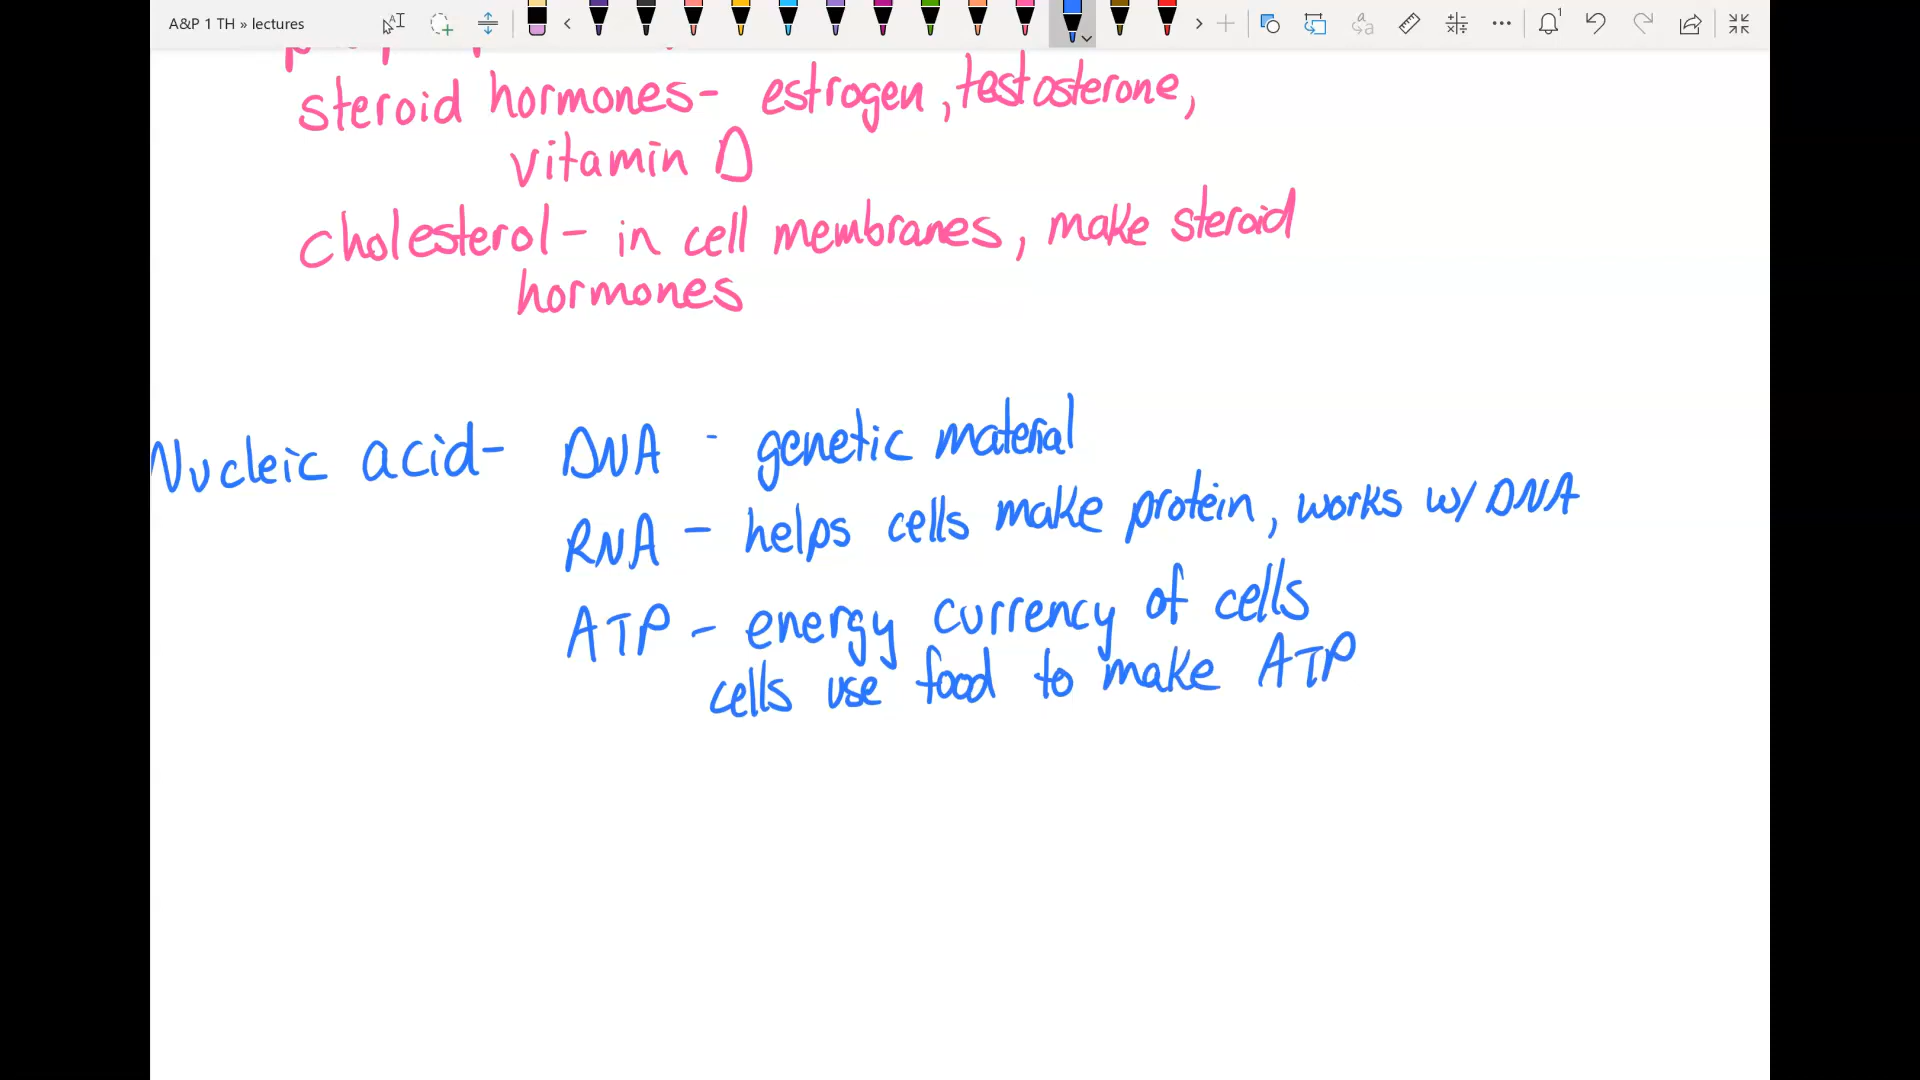 A&P 1 TH » lectures
steroid hormones- estrogen, testosterone,
vitamin D
cholesterol- in cell membranes, make steroid
hormones
Nucleic acid- DNA - genetic material
RNA - helps cells make protein, works w/ DNA
ATP - energy currency of cells
cells use food to make ATP